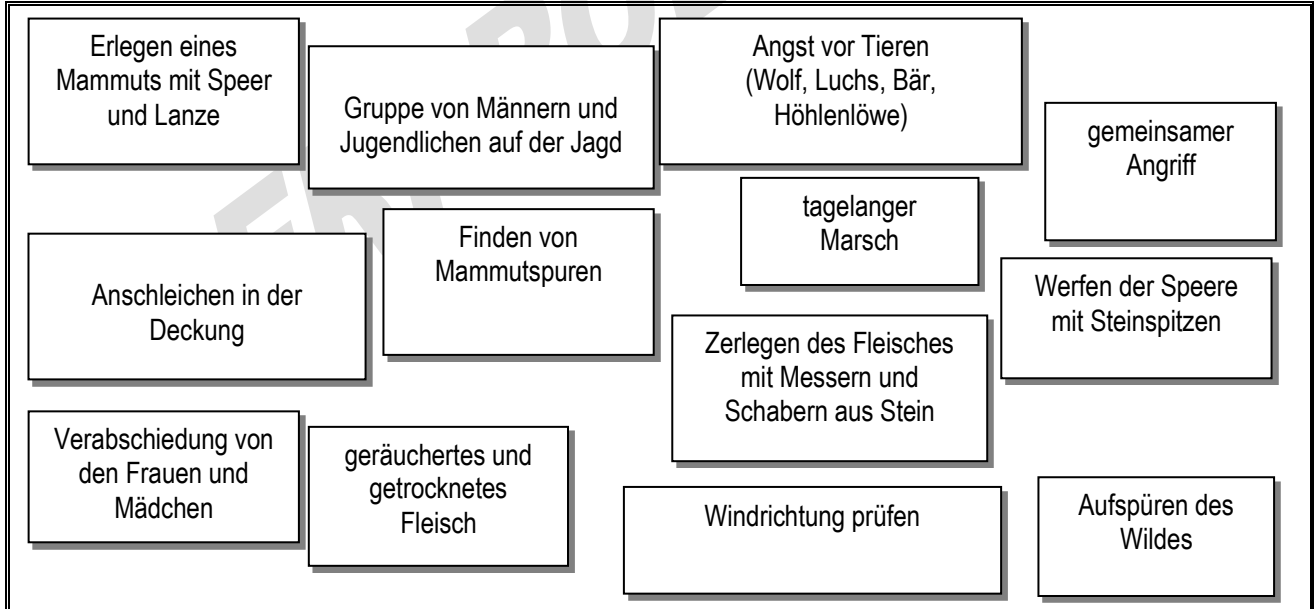 Erlegen eines
Mammuts mit Speer
und Lanze
Gruppe von Männern und
Jugendlichen auf der Jagd
Angst vor Tieren
(Wolf, Luchs, Bär,
Höhlenlöwe)
gemeinsamer
Angriff
tagelanger
Marsch
Finden von
Mammutspuren
Anschleichen in der
Deckung
Werfen der Speere
mit Steinspitzen
Zerlegen des Fleisches
mit Messern und
Schabern aus Stein
Verabschiedung von
den Frauen und
Mädchen
geräuchertes und
getrocknetes
Fleisch
Windrichtung prüfen
Aufspüren des
Wildes